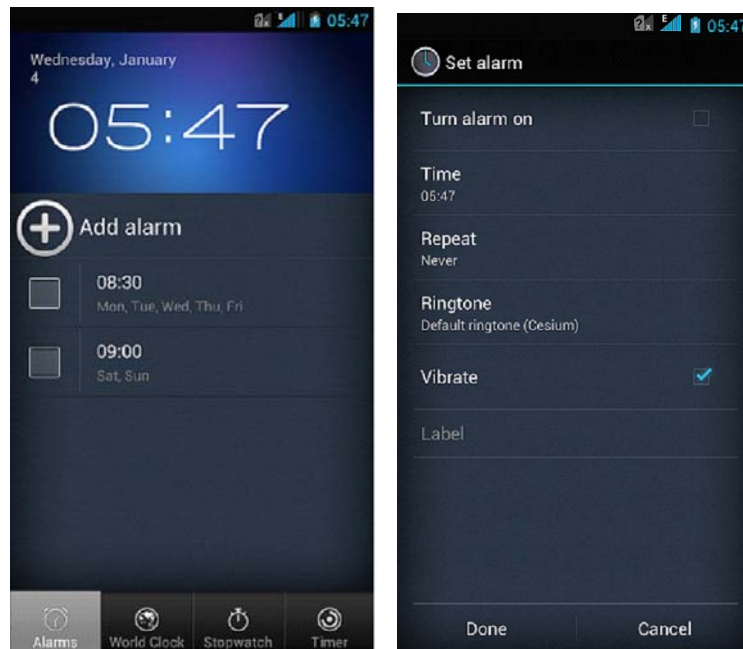 05:47
Wednesday, January
4
05:47
Add alarm
08:30
Mon, Tue, Wed, Thu, Fri
09:00
Sat, Sun
Alarms World Clock Stopwatch Timer
E 05:47
Set alarm
Turn alarm on
Time
05:47
Repeat
Never
Ringtone
Default ringtone (Cesium)
Vibrate
Label
Done Cancel